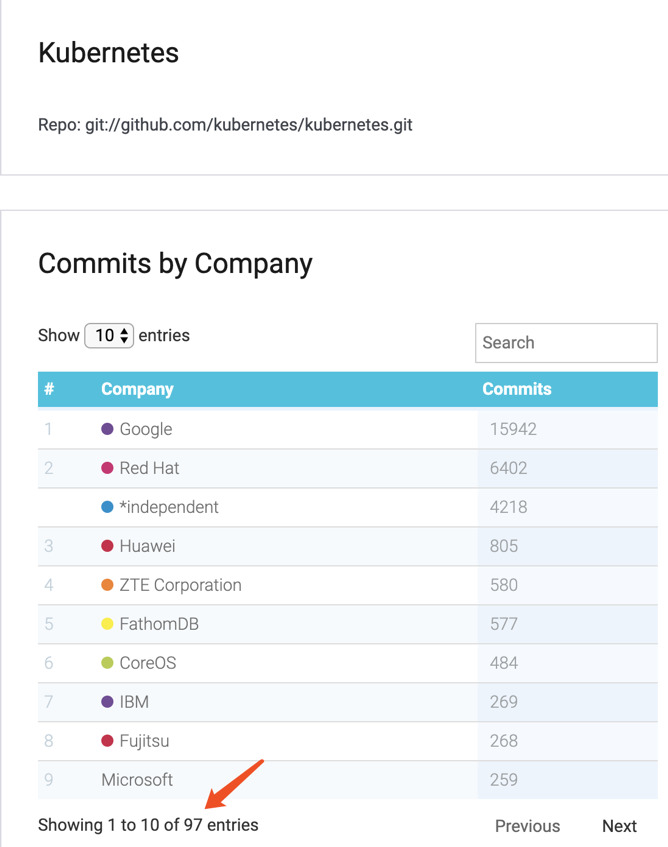 Kubernetes
Repo: git://github.com/kubernetes/kubernetes.git
Commits by Company
Show 10 entries Search
# Company Commits
1 Google 15942
2 Red Hat 6402
*independent 4218
3 Huawei 805
4 ZTE Corporation 580
5 FathomDB 577
6 CoreOS 484
7 IBM 269
8 Fujitsu 268
9 Microsoft 259
Showing 1 to 10 of 97 entries Previous Next